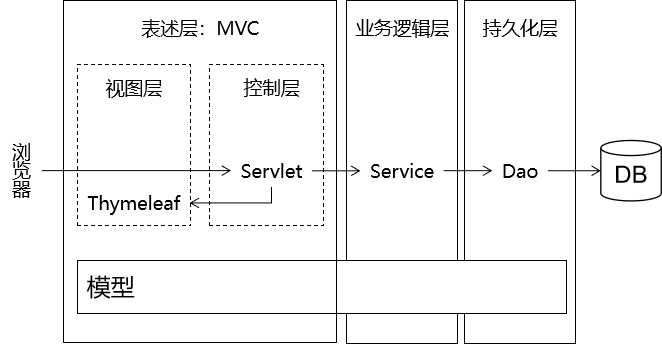 表述层：MVC
业务逻辑层
持久化层
视图层
控制层
浏览器
Servlet
Service
Dao
DB
Thymeleaf
模型